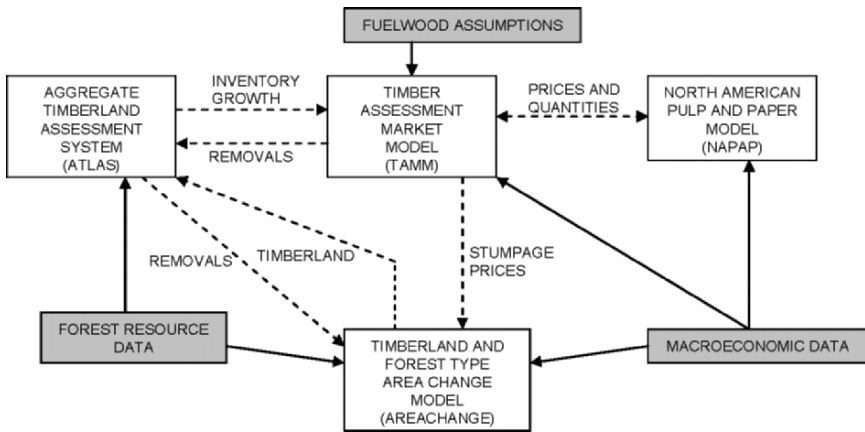 FUELWOOD ASSUMPTIONS
AGGREGATE
TIMBERLAND
ASSESSMENT
SYSTEM
(ATLAS)
INVENTORY
GROWTH
REMOVALS
TIMBER
ASSESSMENT
MARKET
MODEL
(TAMM)
PRICES AND
QUANTITIES
NORTH AMERICAN
PULP AND PAPER
MODEL
(NAPAP)
REMOVALS
TIMBERLAND
STUMPAGE
PRICES
FOREST RESOURCE
DATA
TIMBERLAND AND
FOREST TYPE
AREA CHANGE
MODEL
(AREACHANGE)
MACROECONOMIC DATA